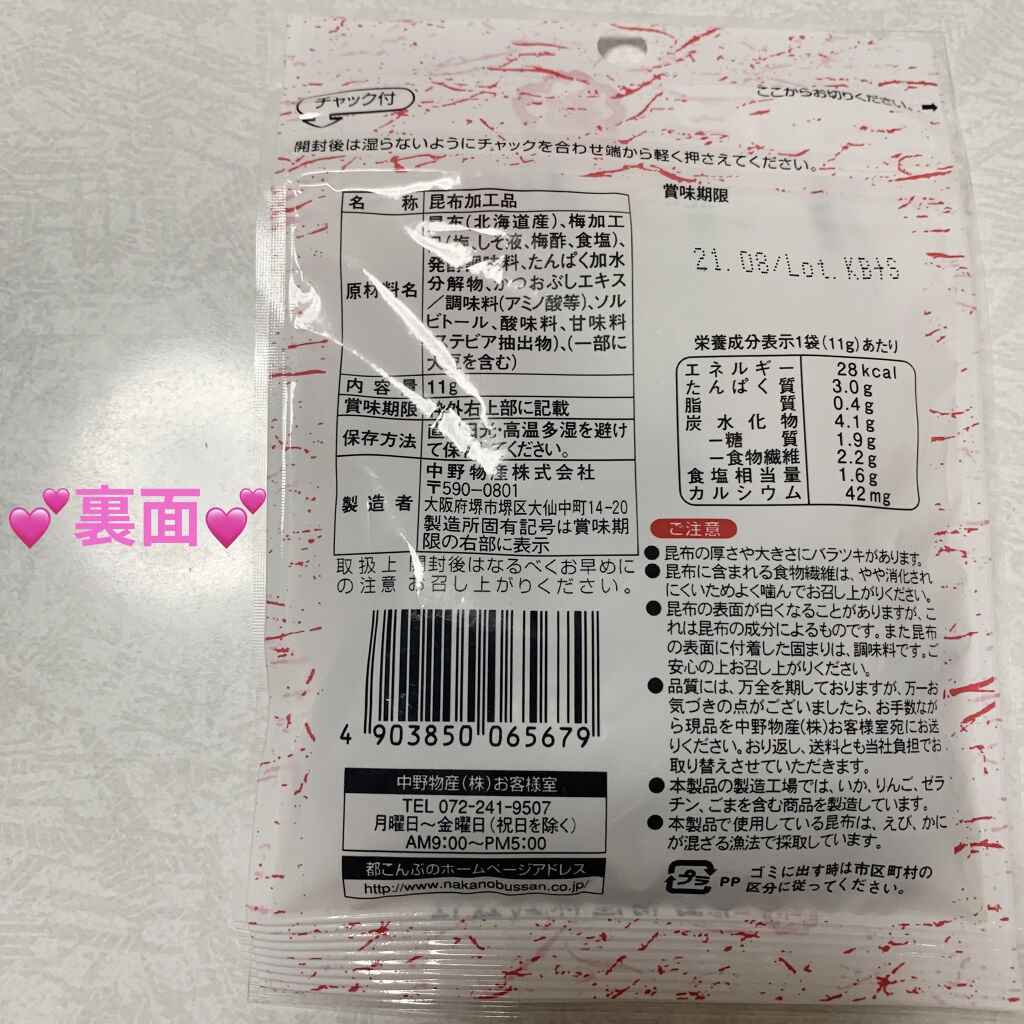 チャック付
ここからお切りください。
開封後は湿らないようにチャックを合わせ端から軽く押さえてください。
名 称 昆布加工品
原材料名
昆布(北海道産)、梅加工
(梅、しそ液、梅酢、食塩)、
発酵調味料、たんぱく加水
分解物、かつおぶしエキス
/調味料(アミノ酸等)、ソル
ビトール、酸味料、甘味料
ステビア抽出物)、(一部に
大豆を含む)
内容量 11g
賞味期限 枠外右上部に記載
保存方法
直射日光・高温多湿を避け
て保存してください。
製造者
中野物産株式会社
〒590-0801
大阪府堺市堺区大仙中町14-20
製造所固有記号は賞味期
限の右部に表示
取扱上の注意
開封後はなるべくお早めに
お召し上がりください。
4 903850 065679
中野物産(株)お客様室
TEL 072-241-9507
月曜日〜金曜日(祝日を除く)
AM9:00〜PM5:00
都こんぶのホームページアドレス
http://www.nakanobussan.co.jp/
賞味期限
21.08/Lot.KB+S
栄養成分表示1袋(11g)あたり
エネルギー 28kcal
たんぱく質 3.0g
脂質 0.4g
炭水化物 4.1g
ー糖質 1.9g
ー食物繊維 2.2g
食塩相当量 1.6g
カルシウム 42mg
ご注意
●昆布の厚さや大きさにバラツキがあります。
●昆布に含まれる食物繊維は、やや消化され
にくいためよく噛んでお召し上がりください。
●昆布の表面が白くなることがありますが、こ
れは昆布の成分によるものです。また昆布
の表面に付着した固まりは、調味料です。ご
安心の上お召し上がりください。
●品質には、万全を期しておりますが、万一お
気づきの点がございましたら、お手数なが
ら現品を中野物産(株)お客様室宛にお送
りください。おり返し、送料とも当社負担でお
取り替えさせていただきます。
●本製品の製造工場では、いか、りんご、ゼラ
チン、ごまを含む商品を製造しています。
●本製品で使用している昆布は、えび、かに
が混ざる漁法で採取しています。
プラ PP
ゴミに出す時は市区町村の
区分に従ってください。
💕裏面💕